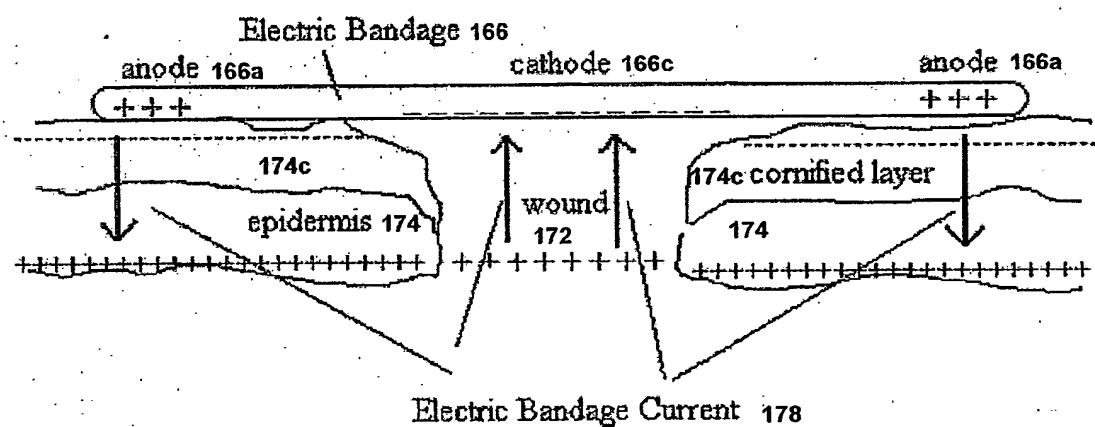 Electric Bandage 166
anode 166a cathode 166c anode 166a
+++ --------------- +++
174c 174c cornified layer
epidermis 174 wound 172 174
Electric Bandage Current 178